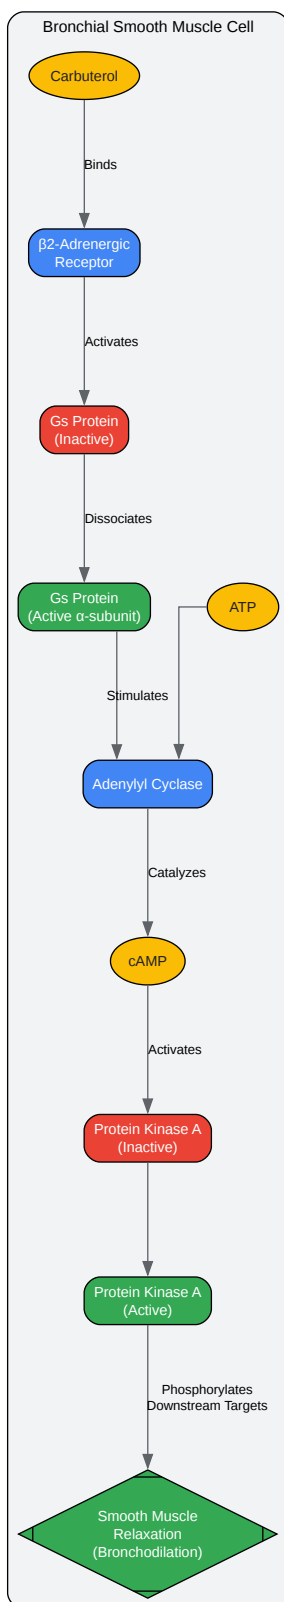 Bronchial Smooth Muscle Cell
Carbuterol
Binds
β2-Adrenergic
Receptor
Activates
Gs Protein
(Inactive)
Dissociates
Gs Protein
(Active α-subunit)
ATP
Stimulates
Adenylyl Cyclase
Catalyzes
cAMP
Activates
Protein Kinase A
(Inactive)
Protein Kinase A
(Active)
Phosphorylates
Downstream Targets
Smooth Muscle
Relaxation
(Bronchodilation)